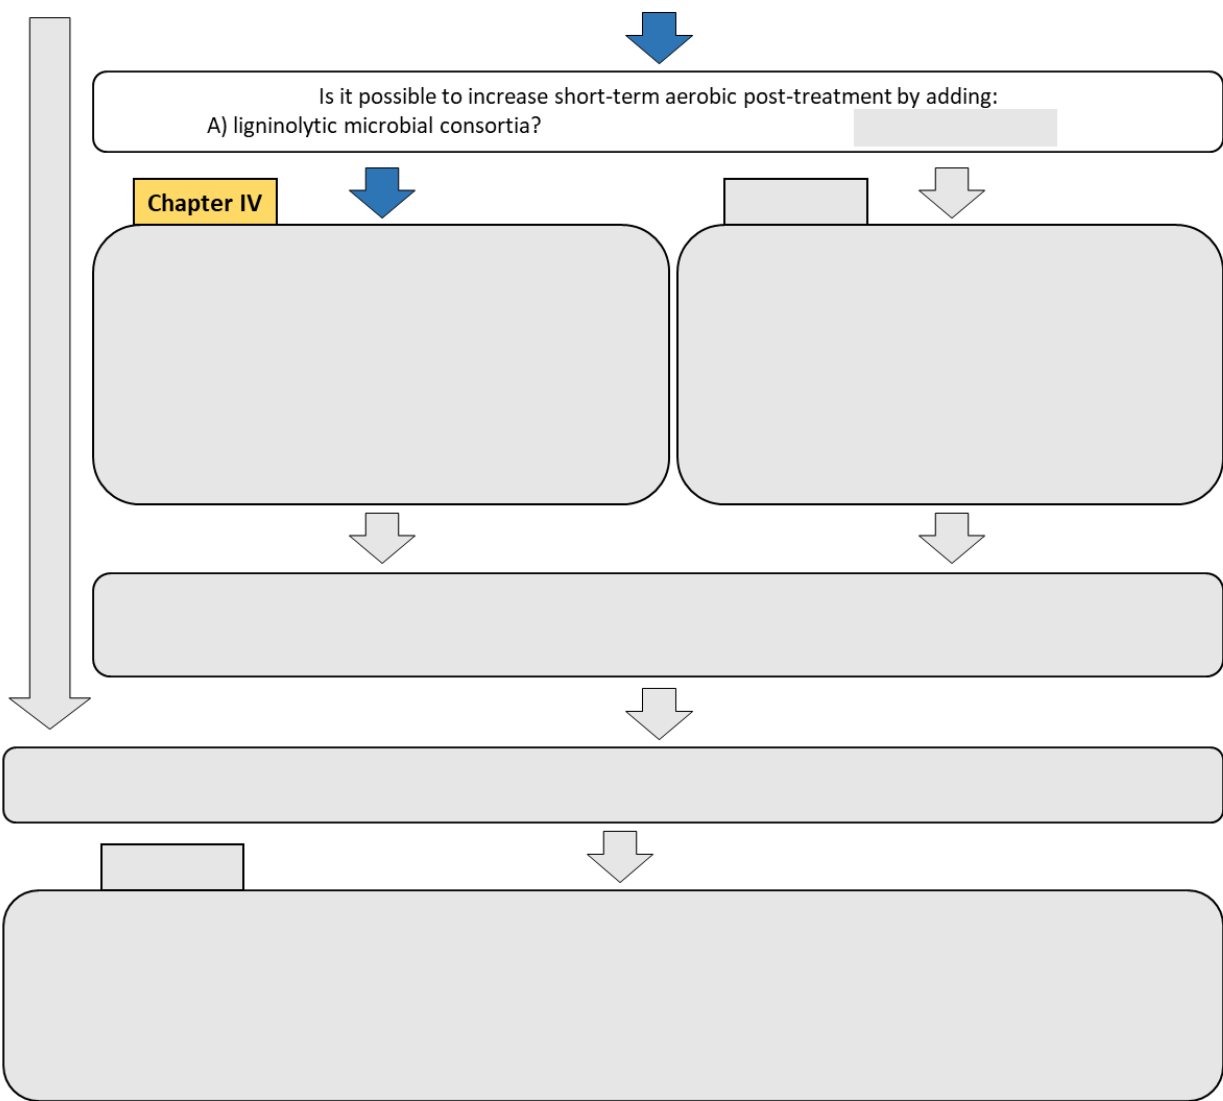 Is it possible to increase short-term aerobic post-treatment by adding:
A) ligninolytic microbial consortia?
Chapter IV